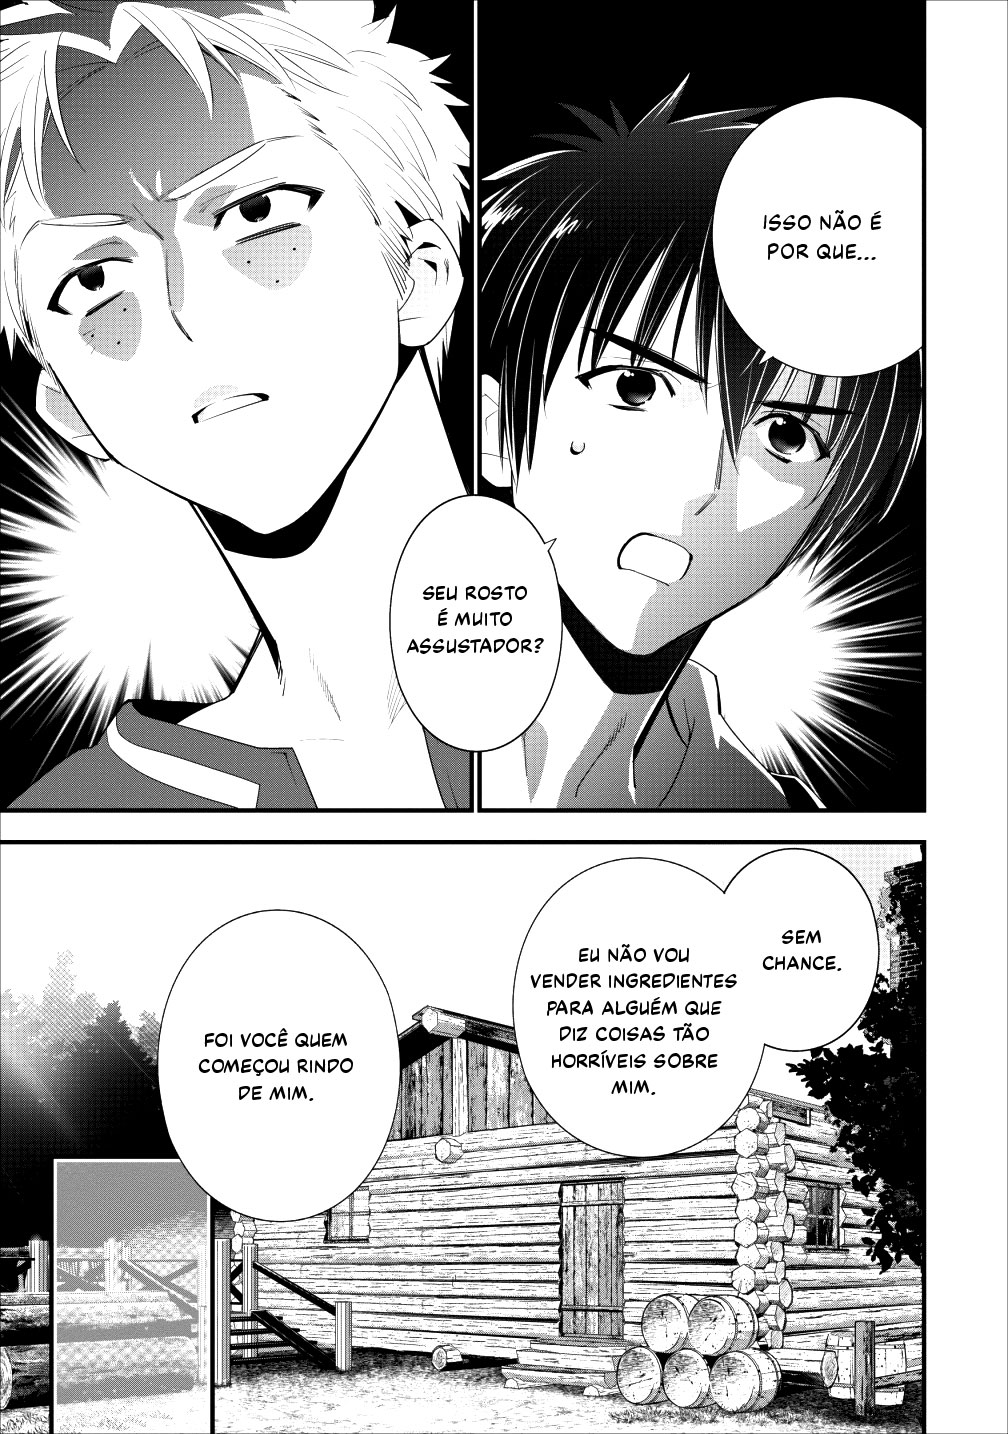 ISSO NÃO É
POR QUE...
SEU ROSTO
É MUITO
ASSUSTADOR?
SEM
CHANCE.
EU NÃO VOU
VENDER INGREDIENTES
PARA ALGUÉM QUE
DIZ COISAS TÃO
HORRÍVEIS SOBRE
MIM.
FOI VOCÊ QUEM
COMEÇOU RINDO
DE MIM.